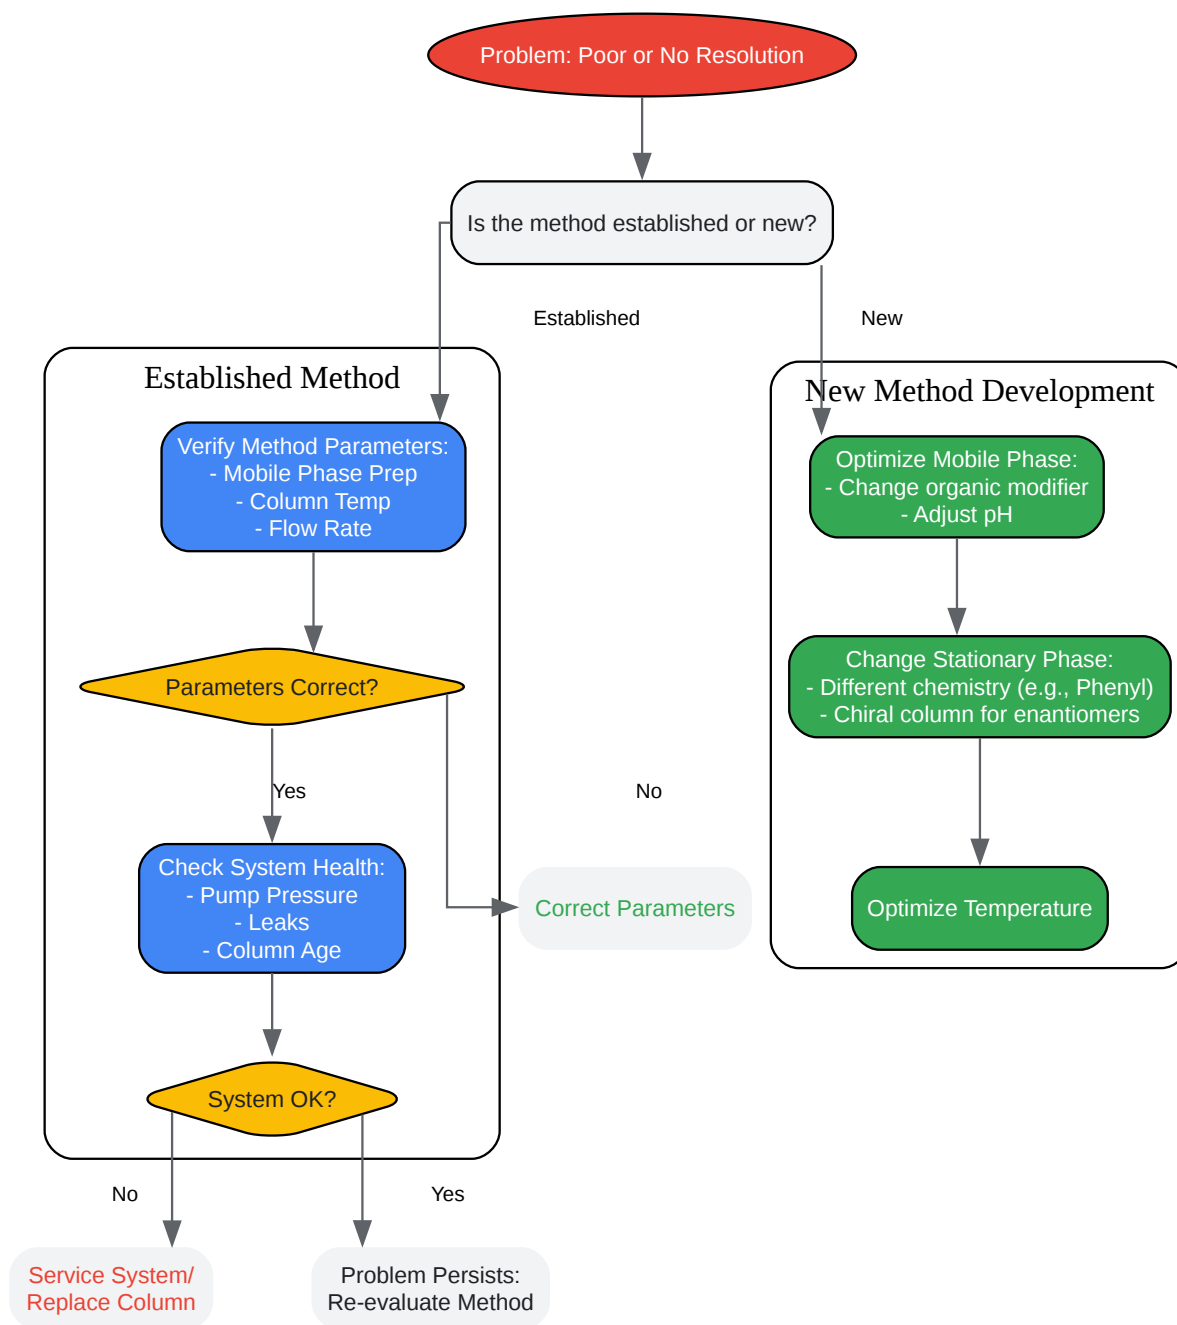 Problem: Poor or No Resolution
Is the method established or new?
Established
New
Established Method
Verify Method Parameters:
- Mobile Phase Prep
- Column Temp
- Flow Rate
Parameters Correct?
Yes
No
Check System Health:
- Pump Pressure
- Leaks
- Column Age
Correct Parameters
System OK?
No
Yes
Service System/
Replace Column
Problem Persists:
Re-evaluate Method
New Method Development
Optimize Mobile Phase:
- Change organic modifier
- Adjust pH
Change Stationary Phase:
- Different chemistry (e.g., Phenyl)
- Chiral column for enantiomers
Optimize Temperature